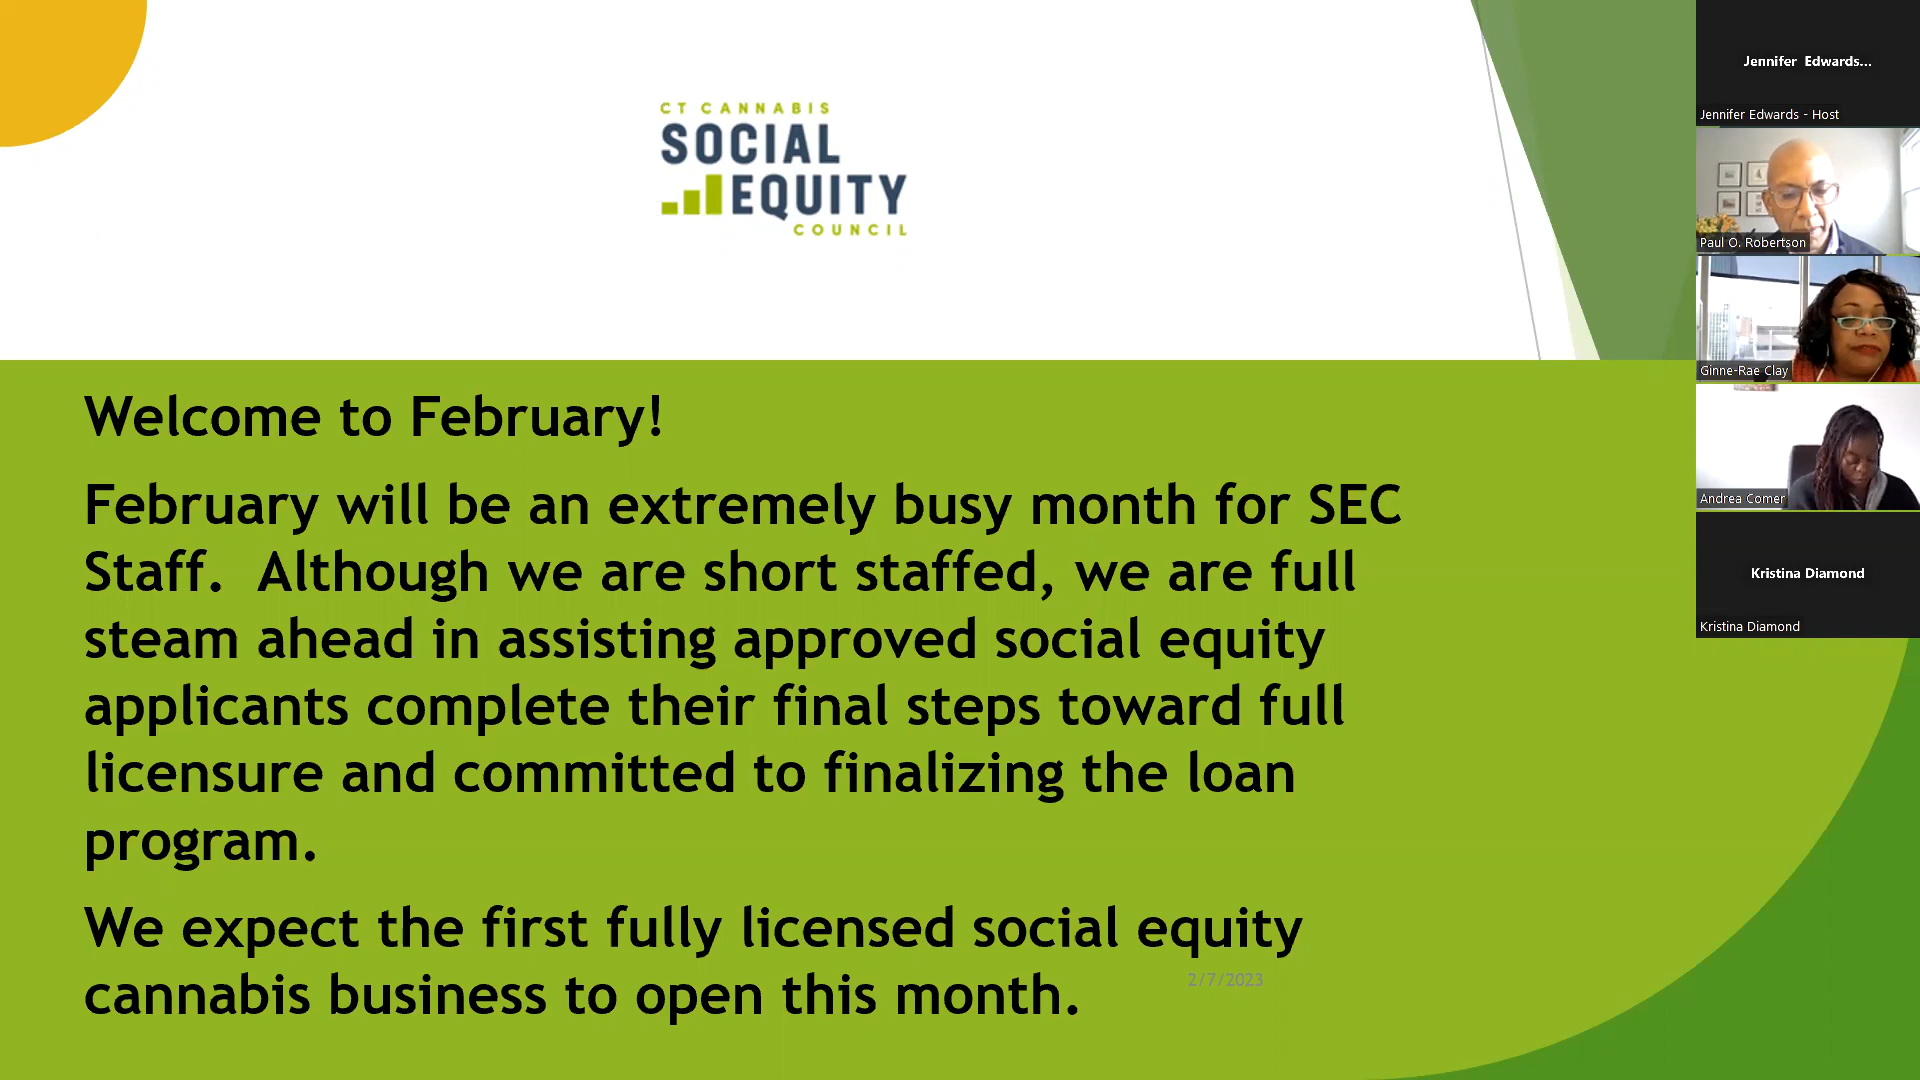 CT CANNABIS
SOCIAL
EQUITY
COUNCIL
Welcome to February!
February will be an extremely busy month for SEC
Staff.  Although we are short staffed, we are full
steam ahead in assisting approved social equity
applicants complete their final steps toward full
licensure and committed to finalizing the loan
program.
We expect the first fully licensed social equity
cannabis business to open this month.
2/7/2023
Jennifer  Edwards...
Jennifer Edwards - Host
Paul O. Robertson
Ginne-Rae Clay
Andrea Comer
Kristina Diamond
Kristina Diamond